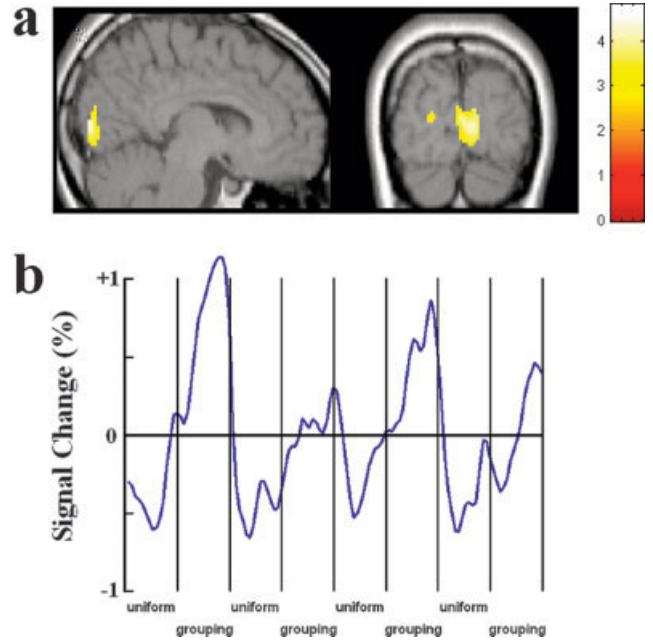 a
4
3
2
1
0
b
Signal Change (%)
+1
0
-1
uniform
grouping
uniform
grouping
uniform
grouping
uniform
grouping